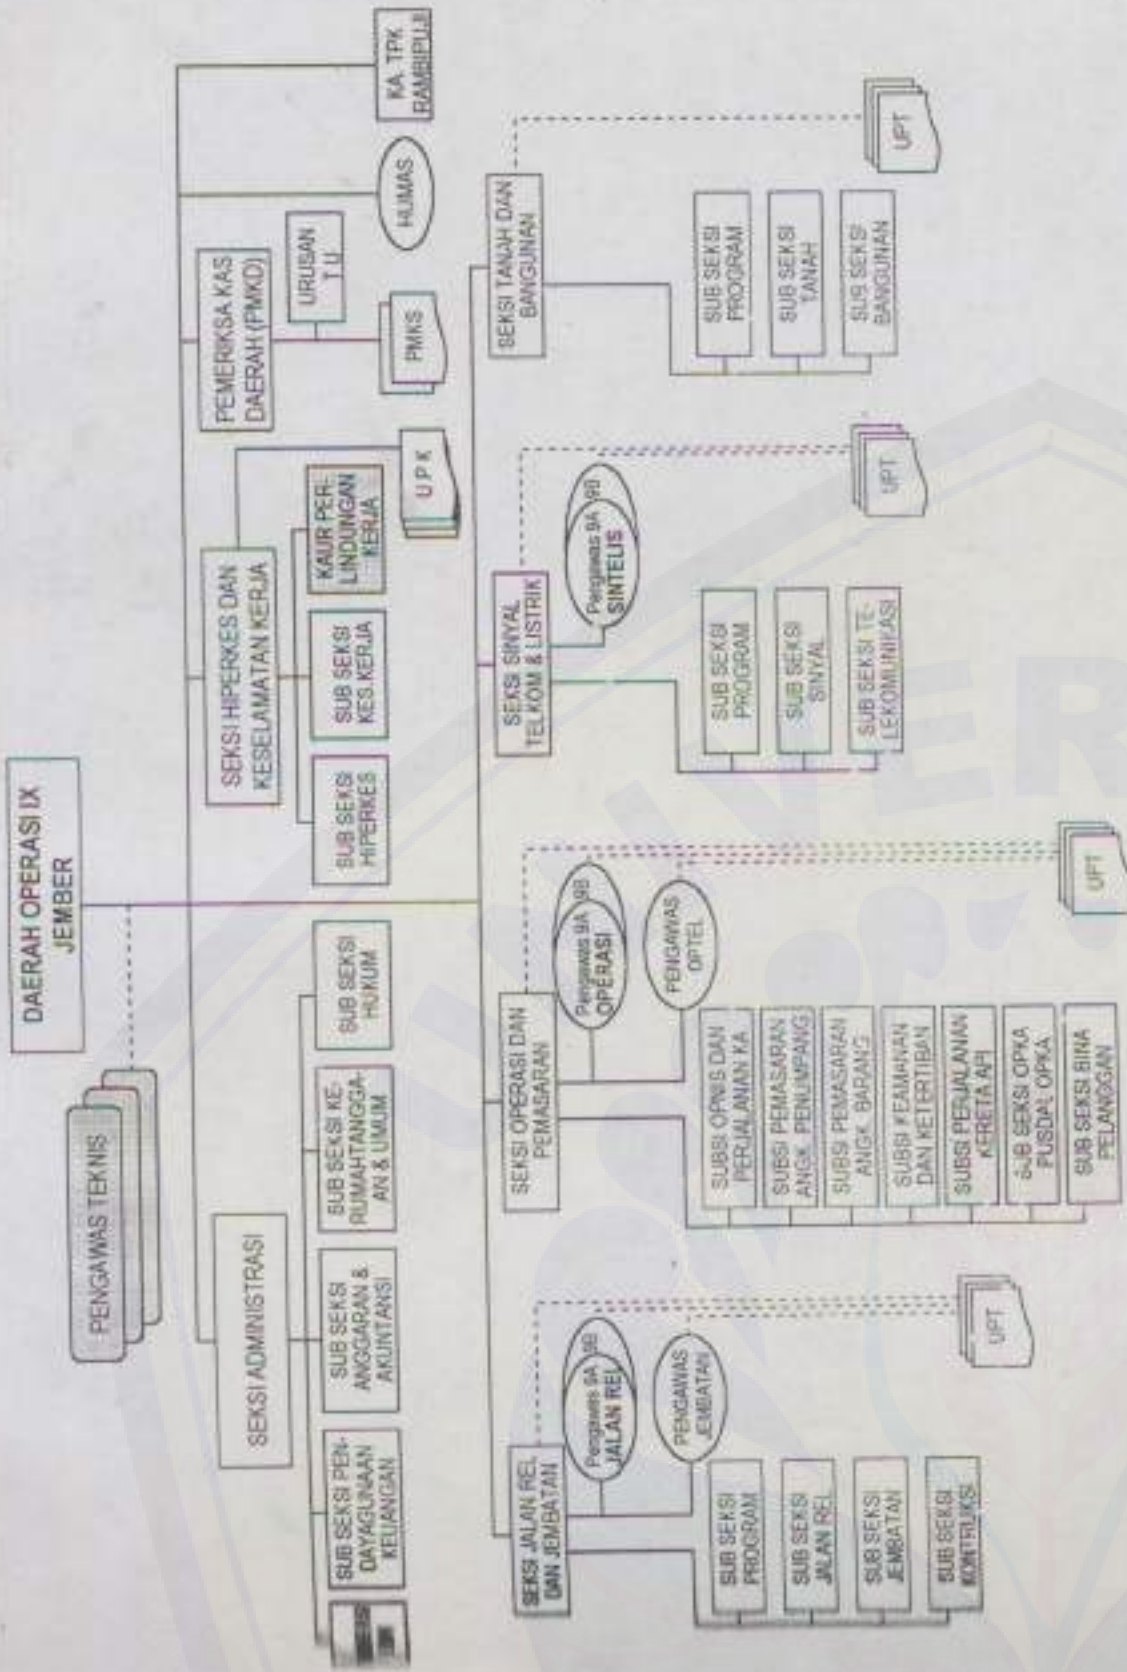 DAERAH OPERASI IX
JEMBER
PENGAWAS TEKNIS
SEKSI ADMINISTRASI
SEKSI HIPERKES DAN
KESELAMATAN KERJA
PEMERIKSA KAS
DAERAH (PMKD)
HUMAS
KA. TPK
RAMBIPUJI
SUB SEKSI PEN-
DAYAGUNAAN
KEUANGAN
SUB SEKSI
ANGGARAN &
AKUNTANSI
SUB SEKSI KE-
RUMAHTANGGA-
AN & UMUM
SUB SEKSI
HUKUM
SUB SEKSI
HIPERKES
SUB SEKSI
KES.KERJA
KAUR PER-
LINDUNGAN
KERJA
U P K
URUSAN
T U
PMKS
SEKSI JALAN REL
DAN JEMBATAN
Pengawas 9A
9B
JALAN REL
PENGAWAS
JEMBATAN
SUB SEKSI
PROGRAM
SUB SEKSI
JALAN REL
SUB SEKSI
JEMBATAN
SUB SEKSI
KONTRUKSI
UPT
SEKSI OPERASI DAN
PEMASARAN
Pengawas 9A
9B
OPERASI
PENGAWAS
OPTEL
SUBSI OPNIS DAN
PERJALANAN KA
SUBSI PEMASARAN
ANGK. PENUMPANG
SUBSI PEMASARAN
ANGK. BARANG
SUBSI KEAMANAN
DAN KETERTIBAN
SUBSI PERJALANAN
KERETA API
SUB SEKSI OPKA
PUSDAL OPKA
SUB SEKSI BINA
PELANGGAN
UPT
SEKSI SINYAL
TELKOM & LISTRIK
Pengawas 9A
9B
SINTELIS
SUB SEKSI
PROGRAM
SUB SEKSI
SINYAL
SUB SEKSI TE-
LEKOMUNIKASI
UPT
SEKSI TANAH DAN
BANGUNAN
SUB SEKSI
PROGRAM
SUB SEKSI
TANAH
SUB SEKSI
BANGUNAN
UPT